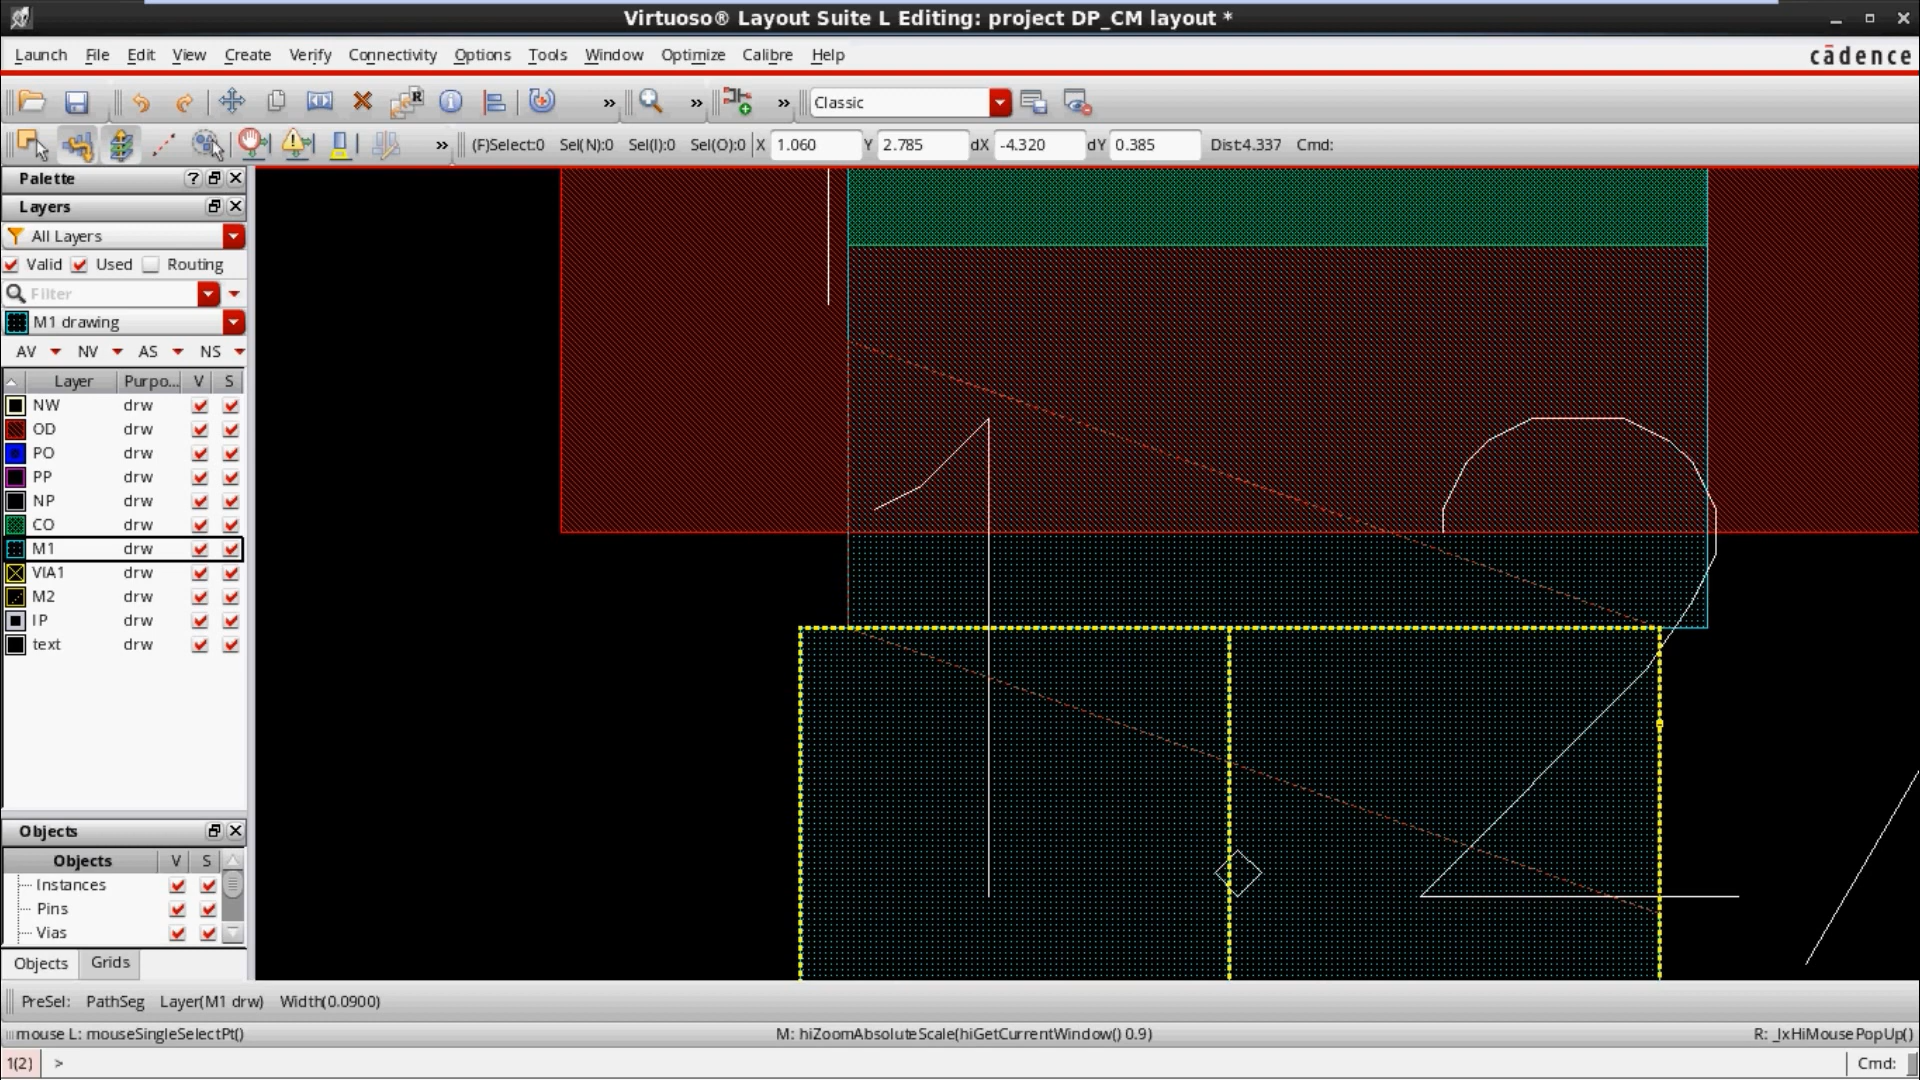 Virtuoso® Layout Suite L Editing: project DP_CM layout *
Launch File Edit View Create Verify Connectivity Options Tools Window Optimize Calibre Help cādence
» » » Classic
» (F)Select:0 Sel(N):0 Sel(I):0 Sel(O):0 X 1.060 Y 2.785 dX -4.320 dY 0.385 Dist:4.337 Cmd:
Palette ?
Layers
All Layers
Valid Used Routing
Filter
M1 drawing
AV NV AS NS
Layer Purpo... V S
NW drw
OD drw
PO drw
PP drw
NP drw
CO drw
M1 drw
VIA1 drw
M2 drw
IP drw
text drw
Objects
Objects V S
Instances
Pins
Vias
Objects Grids
12
PreSel: PathSeg Layer(M1 drw) Width(0.0900)
mouse L: mouseSingleSelectPt() M: hiZoomAbsoluteScale(hiGetCurrentWindow() 0.9) R: _lxHiMousePopUp()
1(2) > Cmd: